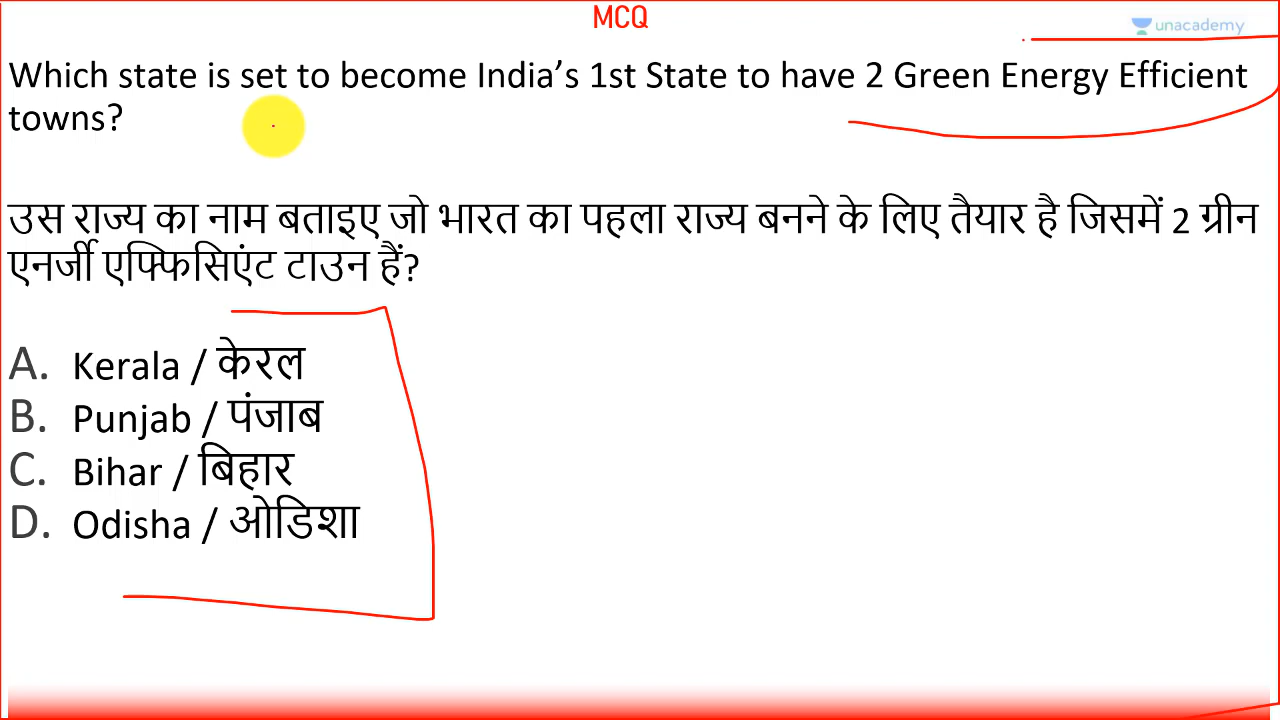 MCQ
unacademy
Which state is set to become India's 1st State to have 2 Green Energy Efficient
towns?
उस राज्य का नाम बताइए जो भारत का पहला राज्य बनने के लिए तैयार है जिसमें 2 ग्रीन
एनर्जी एफ्फिसिएंट टाउन हैं?
A. Kerala / केरल
B. Punjab / पंजाब
C. Bihar / बिहार
D. Odisha / ओडिशा